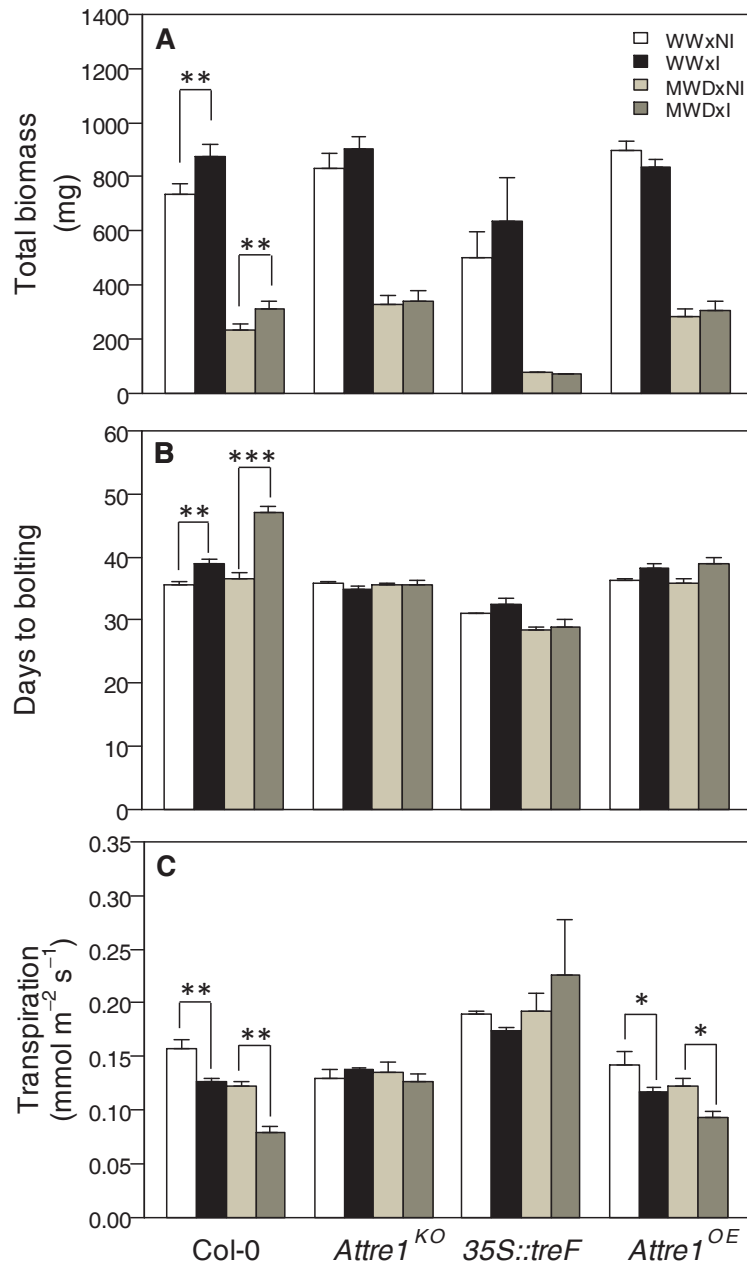 A
WWxNI
WWxI
MWDxNI
MWDxI
1400
1200
1000
800
600
400
200
0
Total biomass
(mg)
**
**
B
60
50
40
30
20
10
0
Days to bolting
**
***
C
0.35
0.30
0.25
0.20
0.15
0.10
0.05
0.00
Transpiration
(mmol m⁻² s⁻¹)
**
**
*
*
Col-0 Attre1ᴷᴼ 35S::treF Attre1ᴼᴱ